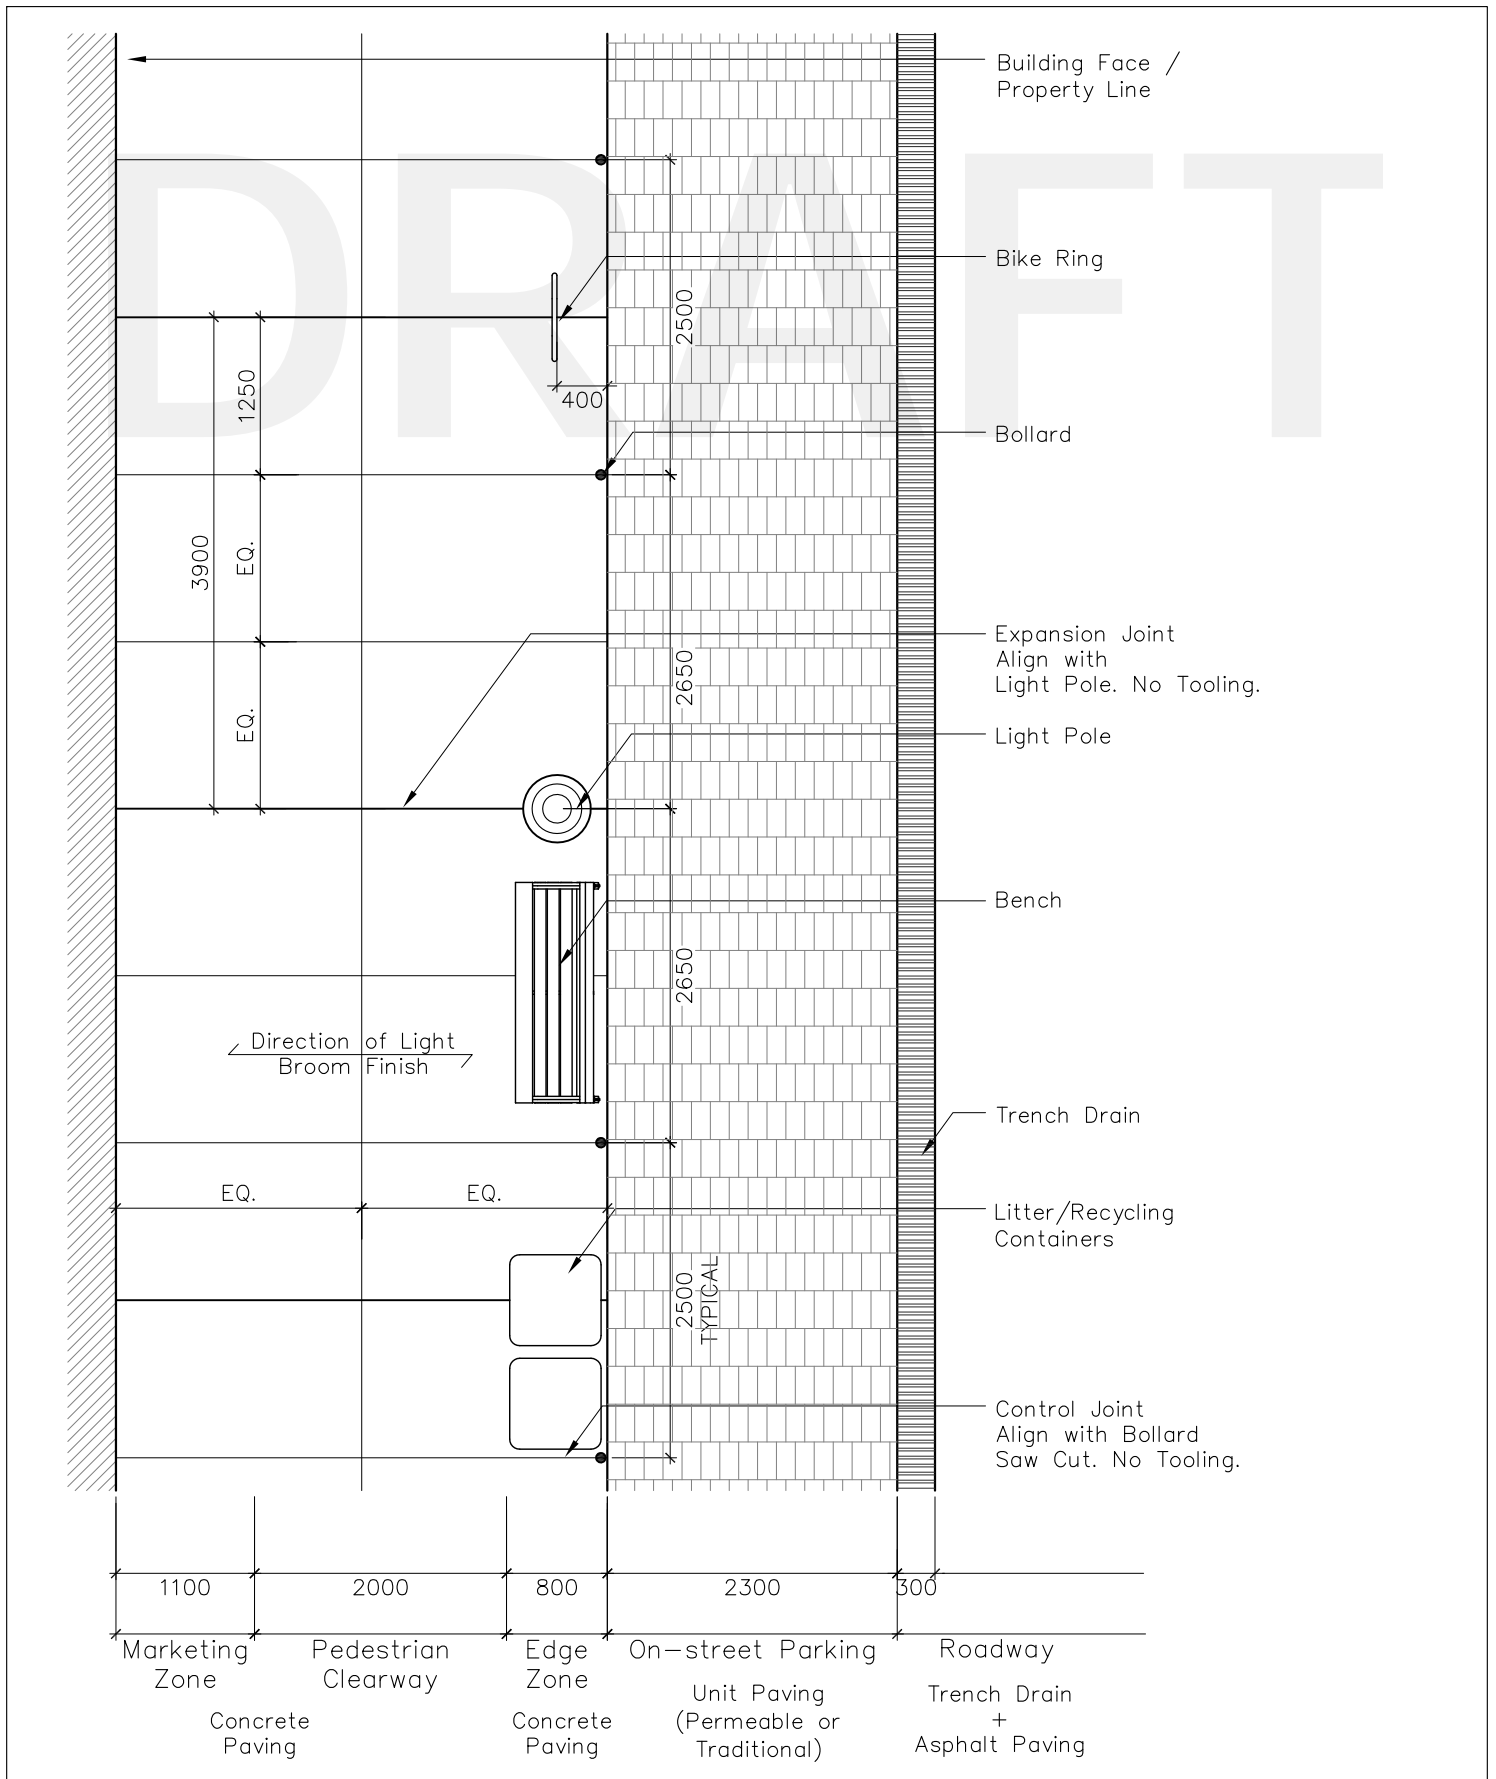 DRAFT
Building Face /
Property Line
Bike Ring
2500
1250
400
Bollard
3900
EQ.
Expansion Joint
Align with
Light Pole. No Tooling.
2650
EQ.
Light Pole
Bench
2650
Direction of Light
Broom Finish
Trench Drain
EQ.
EQ.
Litter/Recycling
Containers
2500
TYPICAL
Control Joint
Align with Bollard
Saw Cut. No Tooling.
1100
2000
800
2300
300
Marketing
Zone
Pedestrian
Clearway
Edge
Zone
On-street Parking
Roadway
Concrete
Paving
Concrete
Paving
Unit Paving
(Permeable or
Traditional)
Trench Drain
+
Asphalt Paving